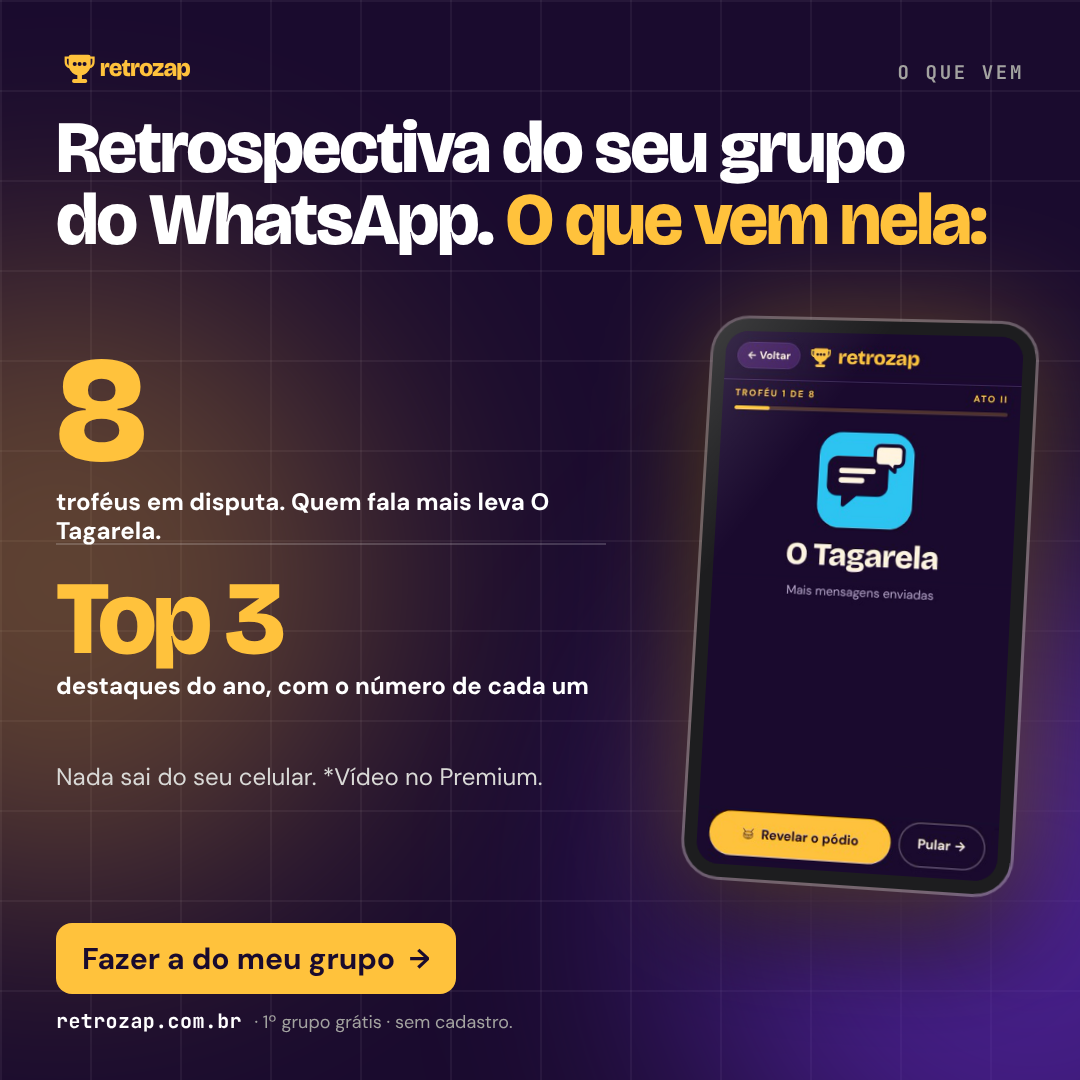 retrozap
O QUE VEM
Retrospectiva do seu grupo
do WhatsApp. O que vem nela:
8
troféus em disputa. Quem fala mais leva O
Tagarela.
Top 3
destaques do ano, com o número de cada um
Nada sai do seu celular. *Vídeo no Premium.
← Voltar
retrozap
TROFÉU 1 DE 8
ATO II
O Tagarela
Mais mensagens enviadas
Revelar o pódio
Pular →
Fazer a do meu grupo →
retrozap.com.br · 1º grupo grátis · sem cadastro.